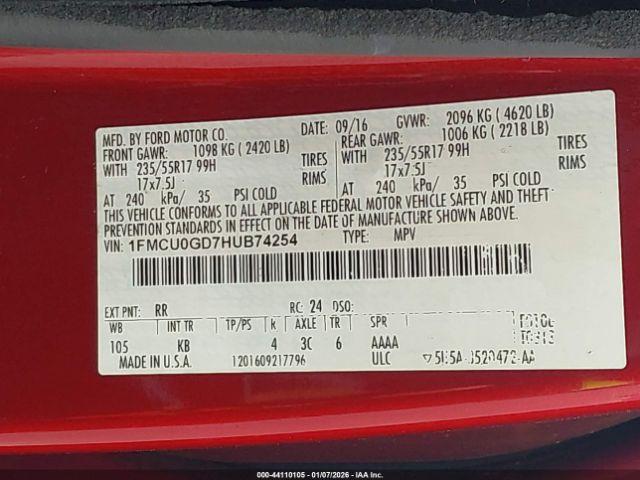 MFD. BY FORD MOTOR CO. DATE: 09/16 GVWR: 2096 KG ( 4620 LB)
FRONT GAWR: 1098 KG ( 2420 LB) REAR GAWR: 1006 KG ( 2218 LB)
WITH 235/55R17 99H TIRES WITH 235/55R17 99H TIRES
17x7.5J RIMS 17x7.5J RIMS
AT 240 kPa/ 35 PSI COLD AT 240 kPa/ 35 PSI COLD
THIS VEHICLE CONFORMS TO ALL APPLICABLE FEDERAL MOTOR VEHICLE SAFETY AND THEFT
PREVENTION STANDARDS IN EFFECT ON THE DATE OF MANUFACTURE SHOWN ABOVE.
VIN: 1FMCU0GD7HUB74254 TYPE: MPV
EXT PNT: RR RC: 24 DSO:
WB INT TR TP/PS R AXLE TR SPR
105 KB 4 3C 6 AAAA
MADE IN U.S.A. 1201609217796 ULC
000-44110105 - 01/07/2026 - IAAI.COM